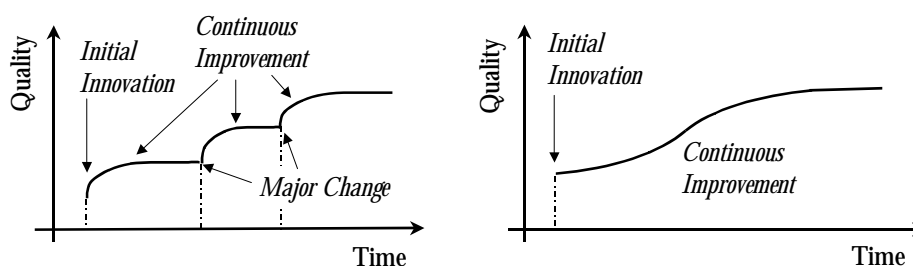 Quality
Initial
Innovation
Continuous
Improvement
Major Change
Time
Quality
Initial
Innovation
Continuous
Improvement
Time